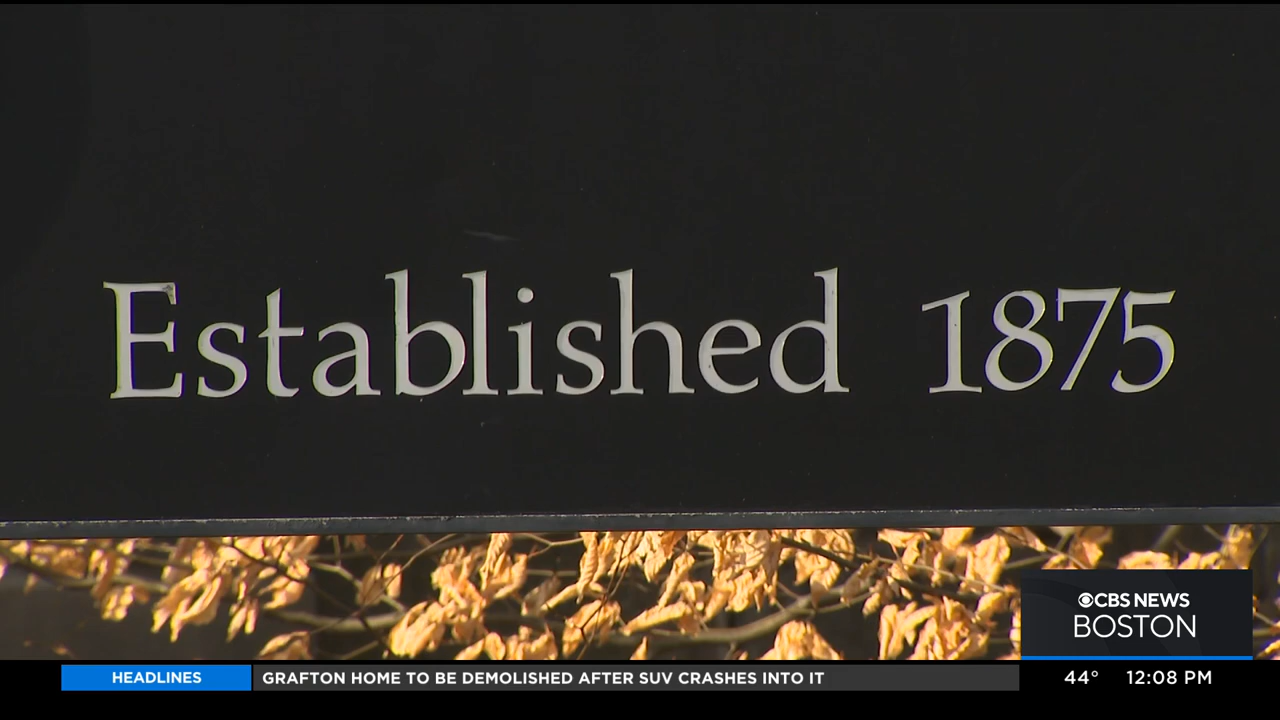 Established 1875
CBS NEWS
BOSTON
HEADLINES
GRAFTON HOME TO BE DEMOLISHED AFTER SUV CRASHES INTO IT
44° 12:08 PM